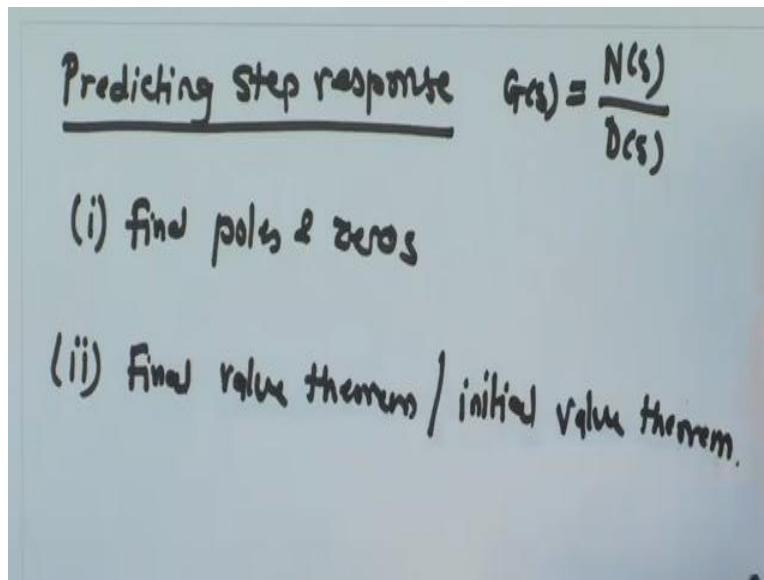 Predicting step response G(s) = N(s)/D(s)
(i) find poles & zeros
(ii) Final value theorem / initial value theorem.